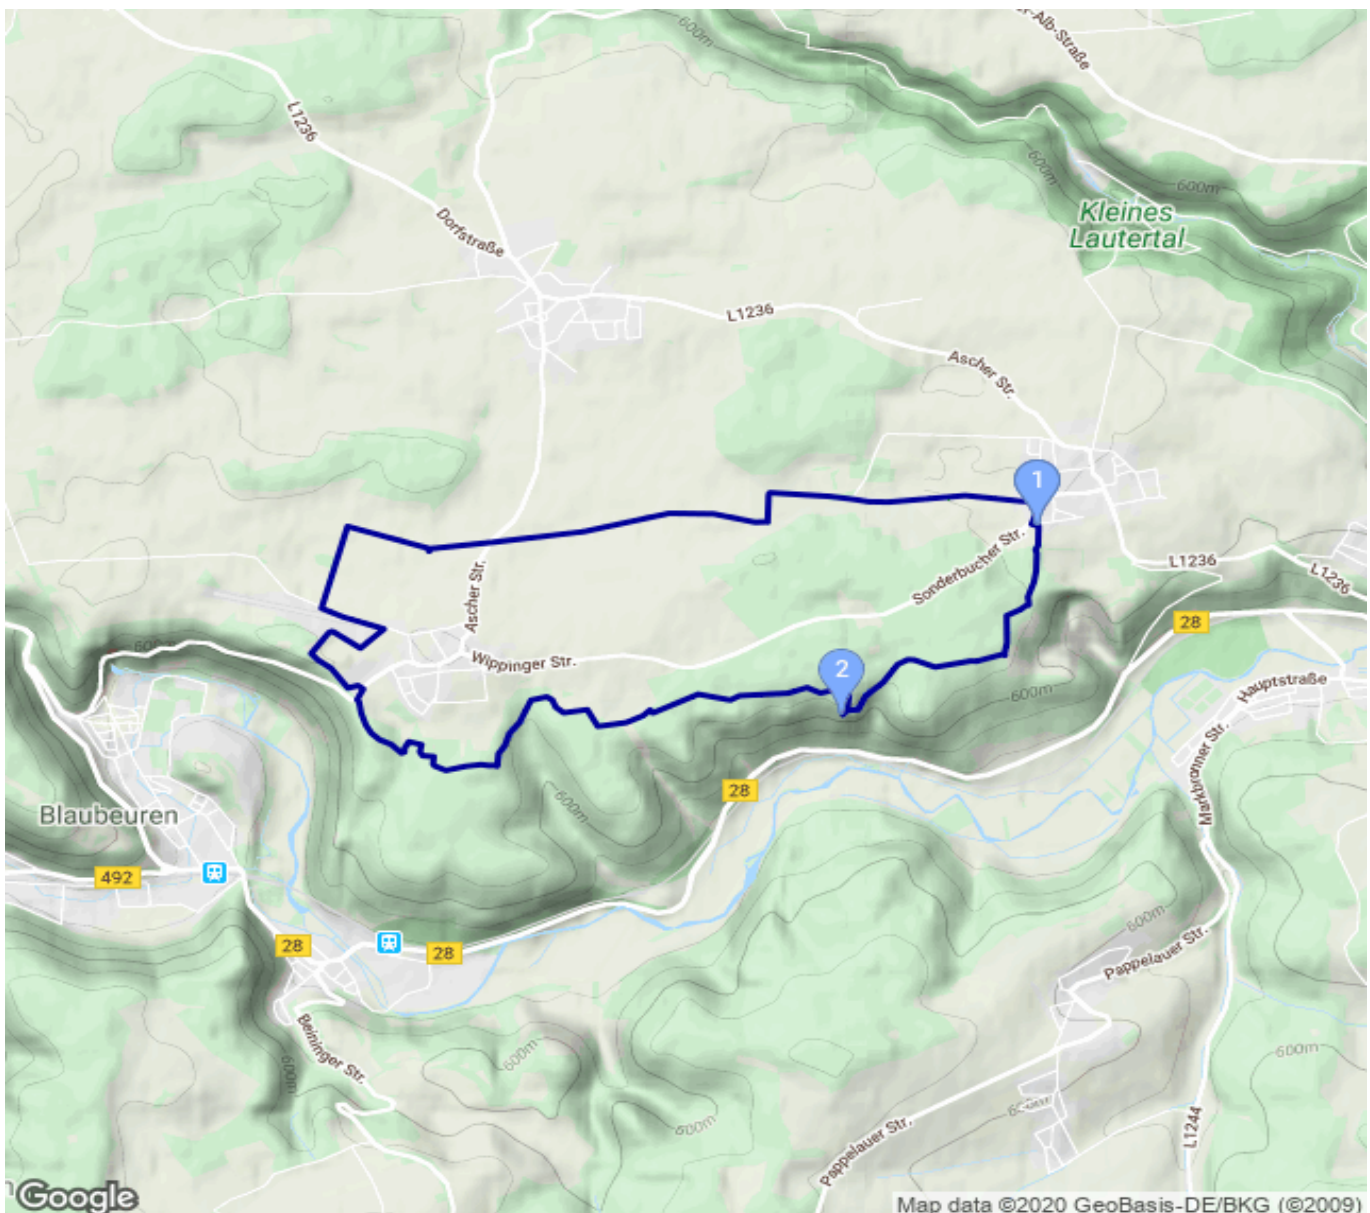 600m
r-Alb-Straße
L1236
600m
600m
Kleines
Lautertal
Dorfstraße
L1236
Ascher Str.
1
Sonderbucher Str.
L1236
L1236
Ascher Str.
28
600
Wippinger Str.
2
600m
Hauptstraße
Markbronner Str.
28
600m
Blaubeuren
492
28
28
600m
Pappelauer Str.
Beininger Str.
600m
600m
600m
600m
600m
Pappelauer Str.
L1244
Google
Map data ©2020 GeoBasis-DE/BKG (©2009)